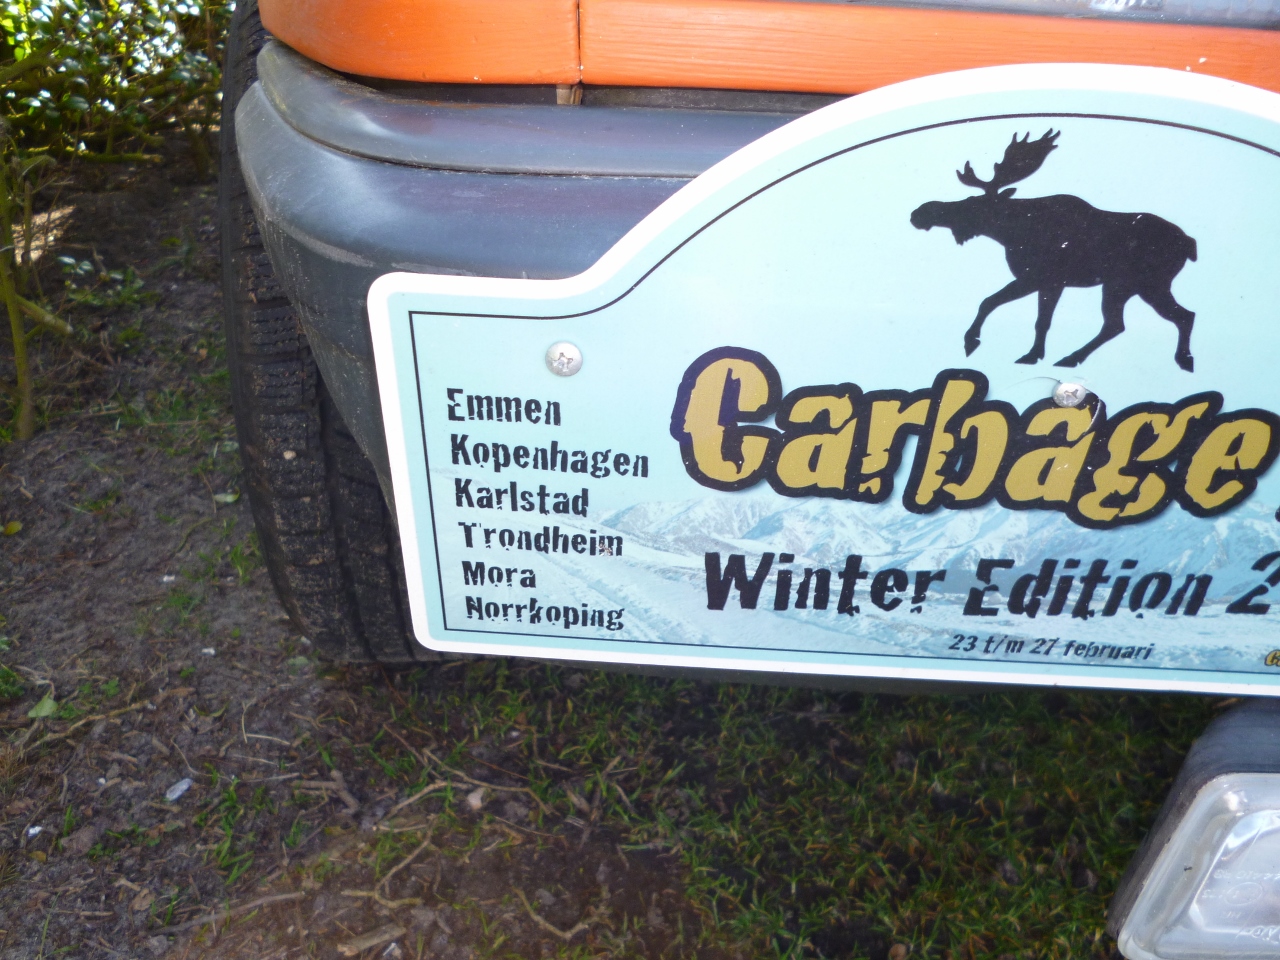 Emmen
Kopenhagen
Karlstad
Trondheim
Mora
Norrkoping
Carbage
Winter Edition 2
23 t/m 27 februari